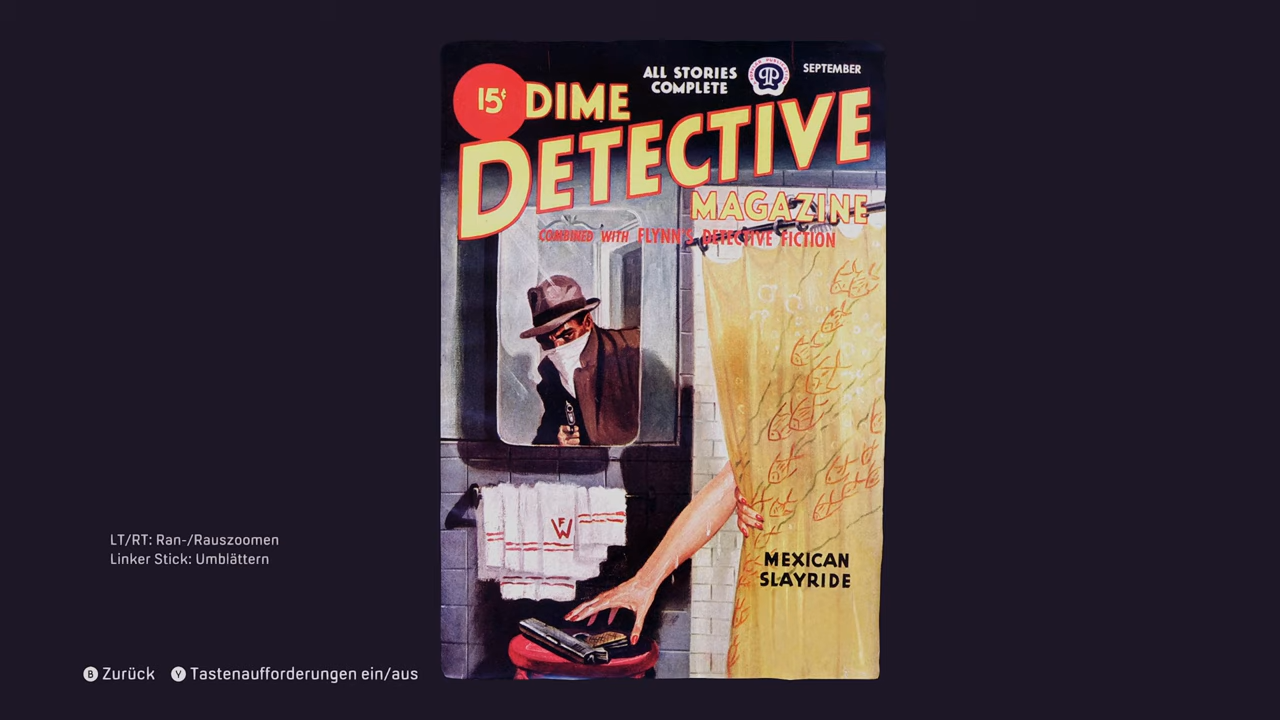 15¢
DIME
ALL STORIES
COMPLETE
SEPTEMBER
DETECTIVE
MAGAZINE
COMBINED WITH FLYNN'S DETECTIVE FICTION
FW
MEXICAN
SLAYRIDE
LT/RT: Ran-/Rauszoomen
Linker Stick: Umblättern
B Zurück
Y Tastenaufforderungen ein/aus